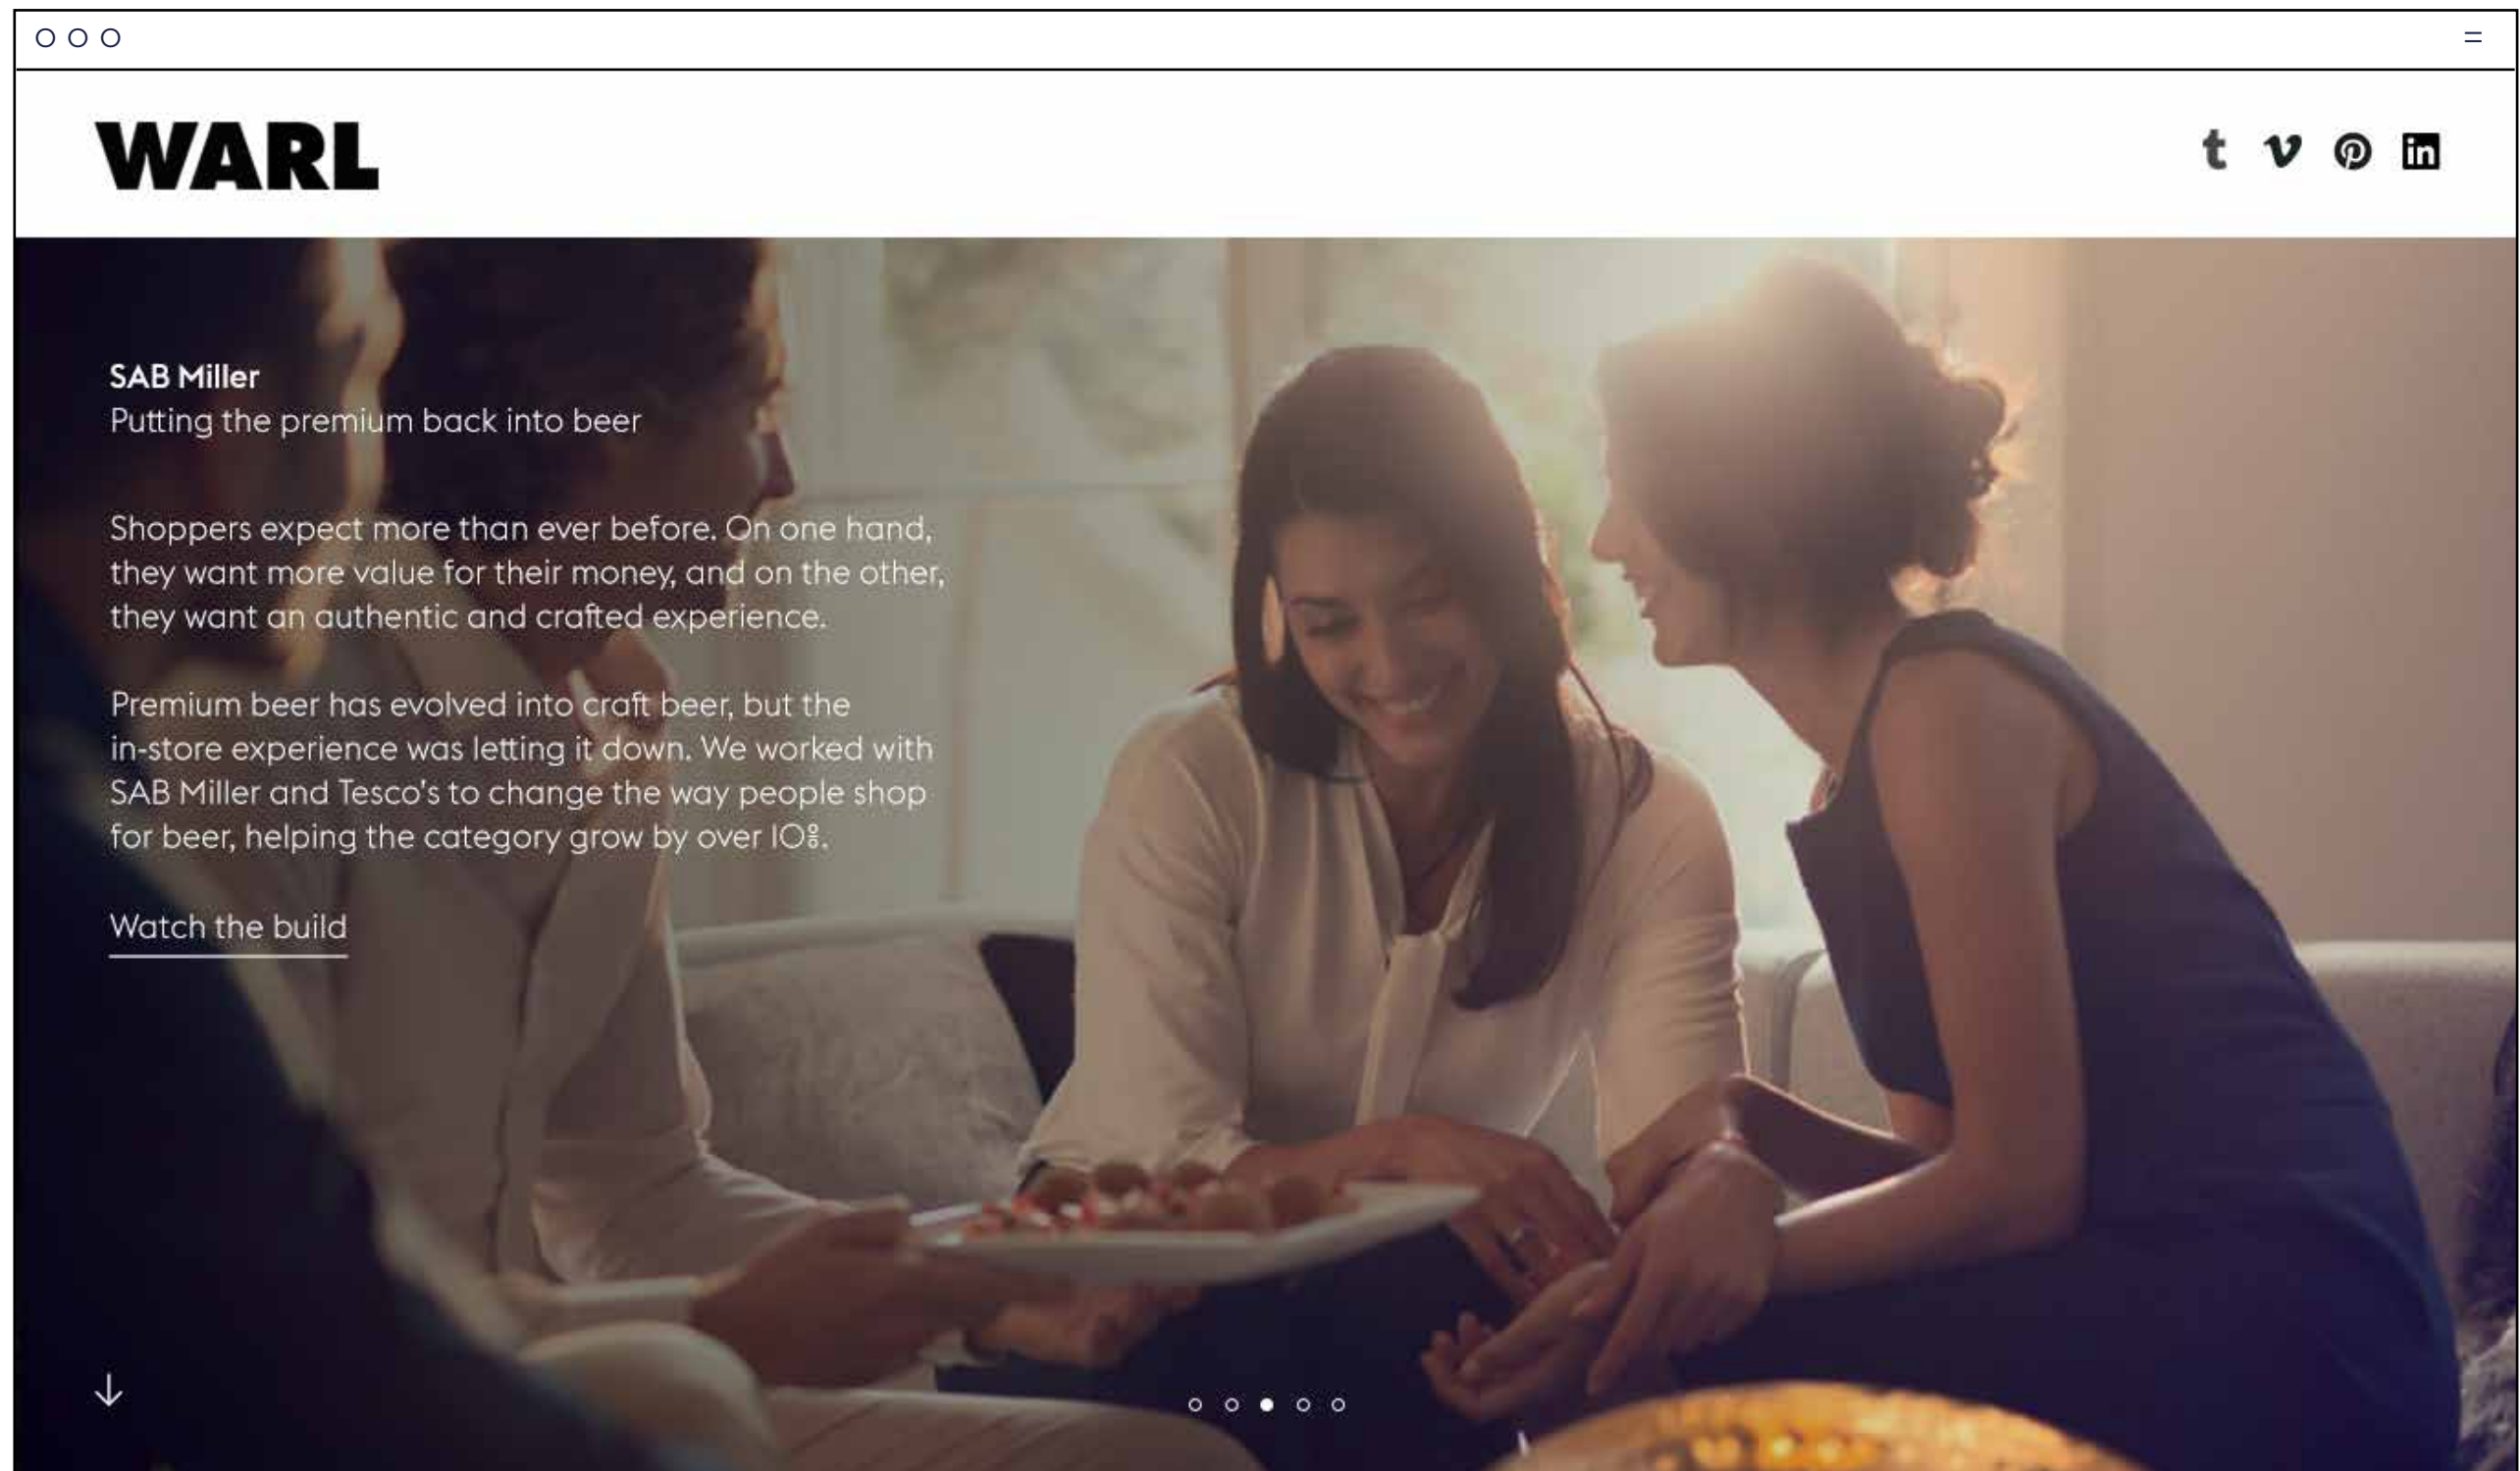 WARL
SAB Miller
Putting the premium back into beer
Shoppers expect more than ever before. On one hand,
they want more value for their money, and on the other,
they want an authentic and crafted experience.
Premium beer has evolved into craft beer, but the
in-store experience was letting it down. We worked with
SAB Miller and Tesco's to change the way people shop
for beer, helping the category grow by over 10%.
Watch the build